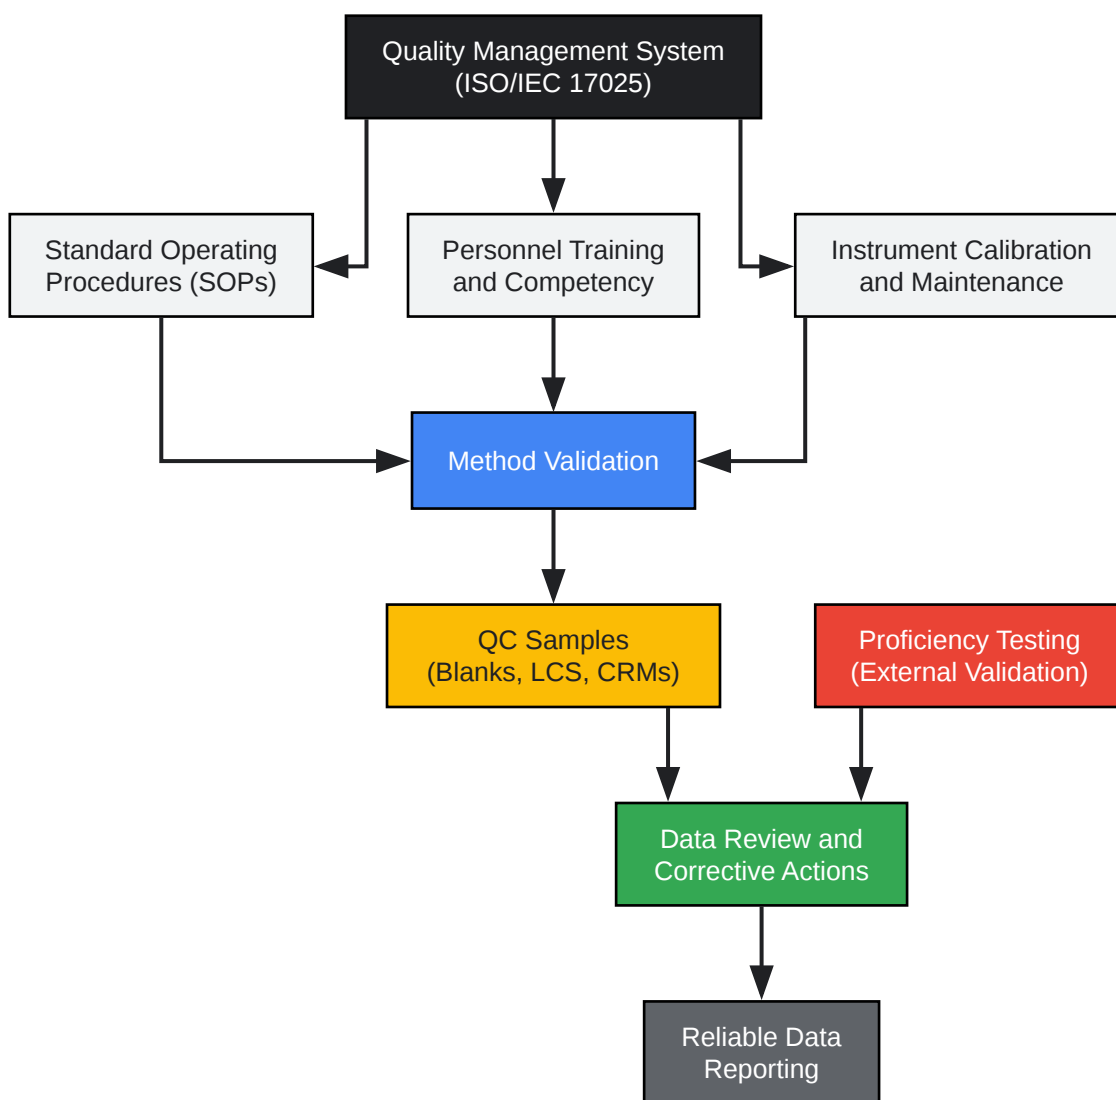 Quality Management System
(ISO/IEC 17025)
Standard Operating
Procedures (SOPs)
Personnel Training
and Competency
Instrument Calibration
and Maintenance
Method Validation
QC Samples
(Blanks, LCS, CRMs)
Proficiency Testing
(External Validation)
Data Review and
Corrective Actions
Reliable Data
Reporting